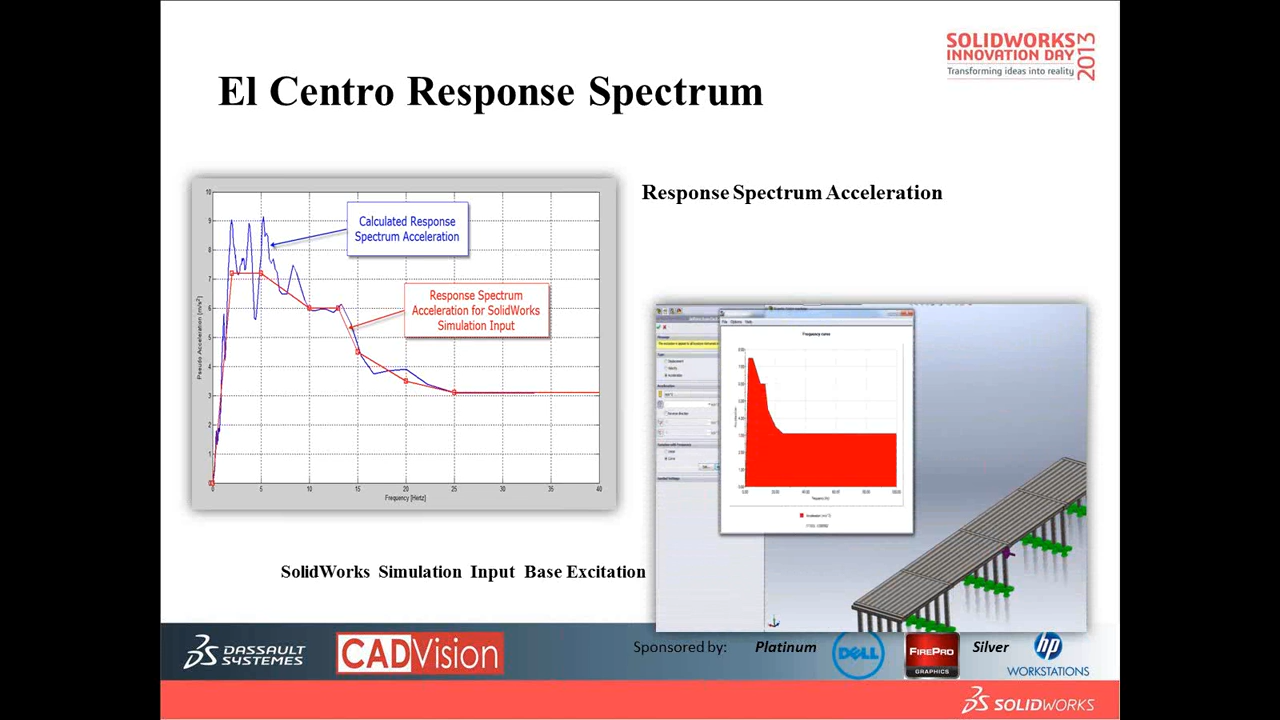 SOLIDWORKS
INNOVATION DAY
2013
Transforming ideas into reality
El Centro Response Spectrum
Response Spectrum Acceleration
Calculated Response
Spectrum Acceleration
Response Spectrum
Acceleration for SolidWorks
Simulation Input
Pseudo Acceleration [m/s²]
10
9
8
7
6
5
4
3
2
1
0
0 5 10 15 20 25 30 35 40
Frequency [Hertz]
Frequency curve
SolidWorks Simulation Input Base Excitation
DASSAULT
SYSTEMES
CADVision
Sponsored by: Platinum
DELL
FIREPRO
GRAPHICS
Silver
hp
WORKSTATIONS
SOLIDWORKS